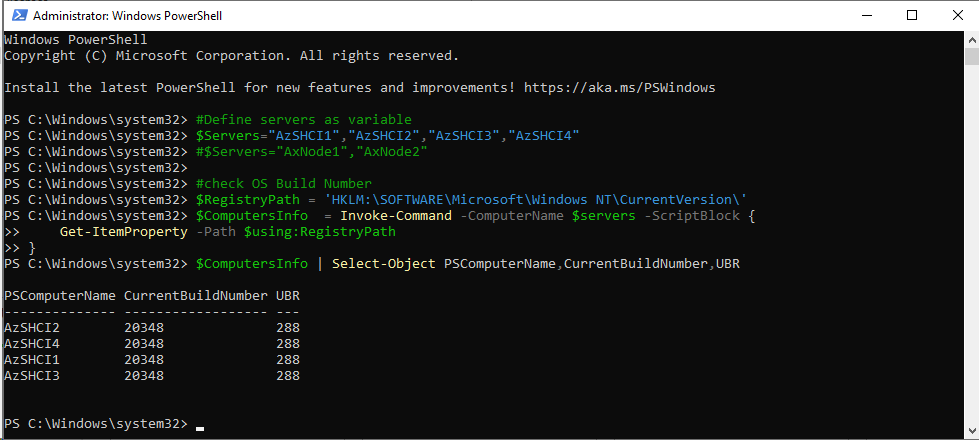 Administrator: Windows PowerShell
Windows PowerShell
Copyright (C) Microsoft Corporation. All rights reserved.
Install the latest PowerShell for new features and improvements! https://aka.ms/PSWindows
PS C:\Windows\system32> #Define servers as variable
PS C:\Windows\system32> $Servers="AzSHCI1","AzSHCI2","AzSHCI3","AzSHCI4"
PS C:\Windows\system32> #$Servers="AxNode1","AxNode2"
PS C:\Windows\system32>
PS C:\Windows\system32> #check OS Build Number
PS C:\Windows\system32> $RegistryPath = 'HKLM:\SOFTWARE\Microsoft\Windows NT\CurrentVersion\'
PS C:\Windows\system32> $ComputersInfo  = Invoke-Command -ComputerName $servers -ScriptBlock {
>>     Get-ItemProperty -Path $using:RegistryPath
>> }
PS C:\Windows\system32> $ComputersInfo | Select-Object PSComputerName,CurrentBuildNumber,UBR
PSComputerName CurrentBuildNumber UBR
-------------- ------------------ ---
AzSHCI2        20348              288
AzSHCI4        20348              288
AzSHCI1        20348              288
AzSHCI3        20348              288
PS C:\Windows\system32> _